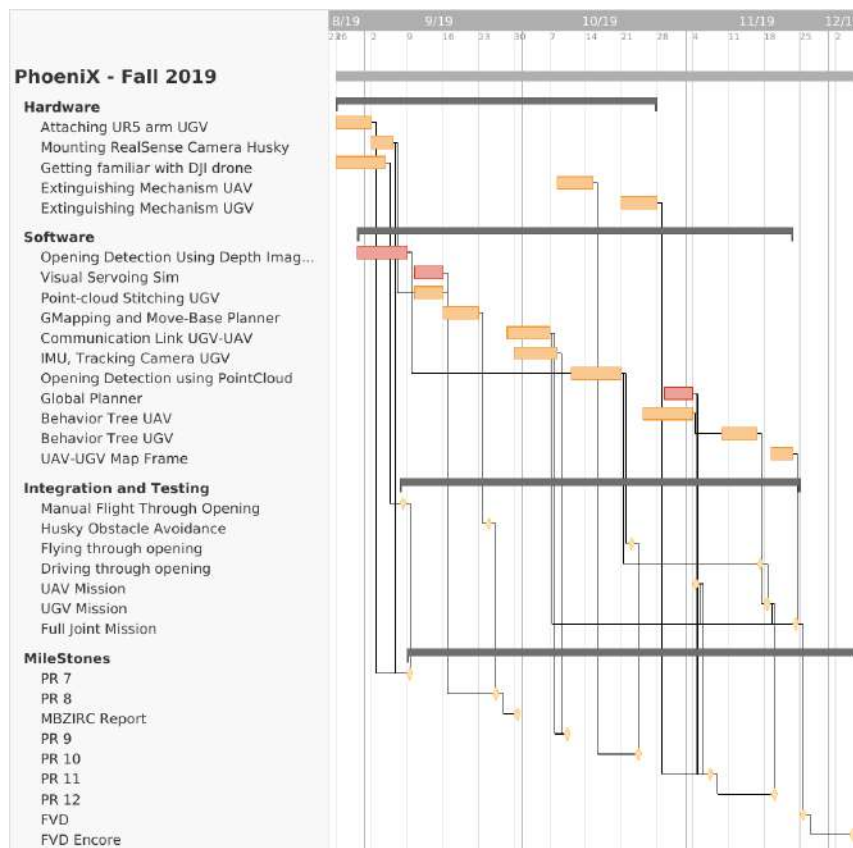 8/19 9/19 10/19 11/19 12/1
26 2 9 16 23 30 7 14 21 28 4 11 18 25 2
PhoeniX - Fall 2019
Hardware
Attaching UR5 arm UGV
Mounting RealSense Camera Husky
Getting familiar with DJI drone
Extinguishing Mechanism UAV
Extinguishing Mechanism UGV
Software
Opening Detection Using Depth Imag...
Visual Servoing Sim
Point-cloud Stitching UGV
GMapping and Move-Base Planner
Communication Link UGV-UAV
IMU, Tracking Camera UGV
Opening Detection using PointCloud
Global Planner
Behavior Tree UAV
Behavior Tree UGV
UAV-UGV Map Frame
Integration and Testing
Manual Flight Through Opening
Husky Obstacle Avoidance
Flying through opening
Driving through opening
UAV Mission
UGV Mission
Full Joint Mission
MileStones
PR 7
PR 8
MBZIRC Report
PR 9
PR 10
PR 11
PR 12
FVD
FVD Encore